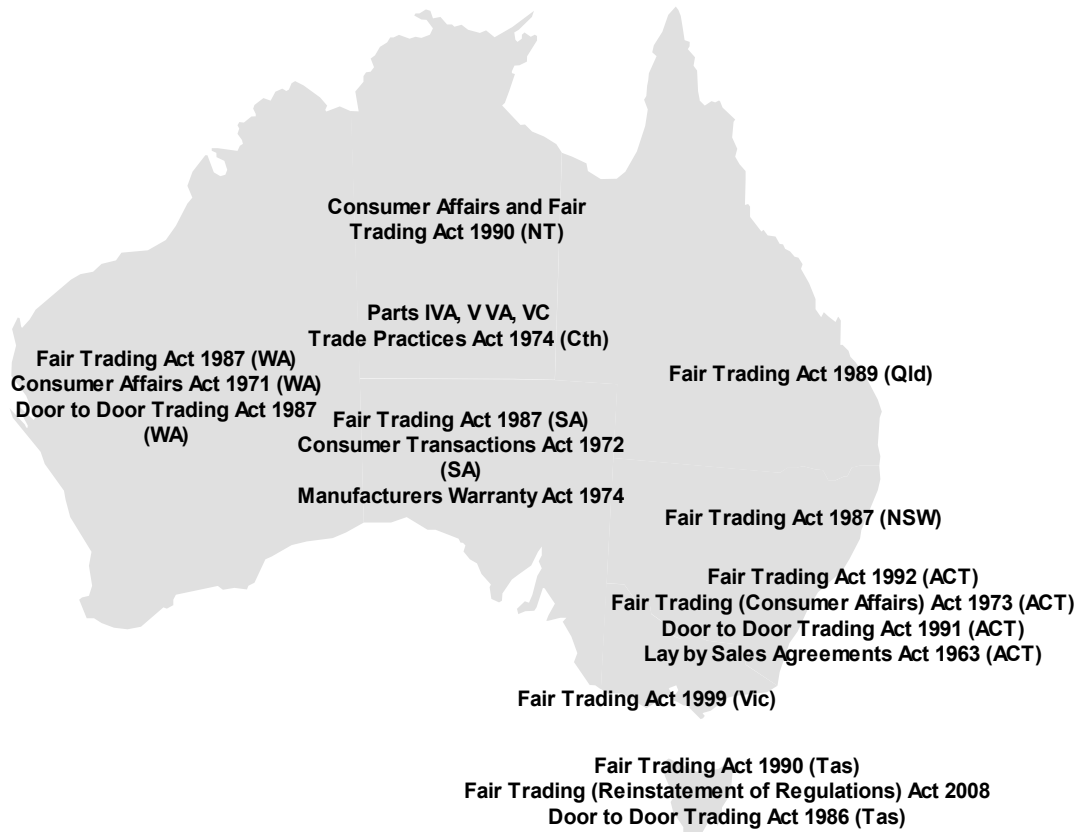 Consumer Affairs and Fair
Trading Act 1990 (NT)
Parts IVA, V VA, VC
Trade Practices Act 1974 (Cth)
Fair Trading Act 1987 (WA)
Consumer Affairs Act 1971 (WA)
Door to Door Trading Act 1987
(WA)
Fair Trading Act 1989 (Qld)
Fair Trading Act 1987 (SA)
Consumer Transactions Act 1972
(SA)
Manufacturers Warranty Act 1974
Fair Trading Act 1987 (NSW)
Fair Trading Act 1992 (ACT)
Fair Trading (Consumer Affairs) Act 1973 (ACT)
Door to Door Trading Act 1991 (ACT)
Lay by Sales Agreements Act 1963 (ACT)
Fair Trading Act 1999 (Vic)
Fair Trading Act 1990 (Tas)
Fair Trading (Reinstatement of Regulations) Act 2008
Door to Door Trading Act 1986 (Tas)